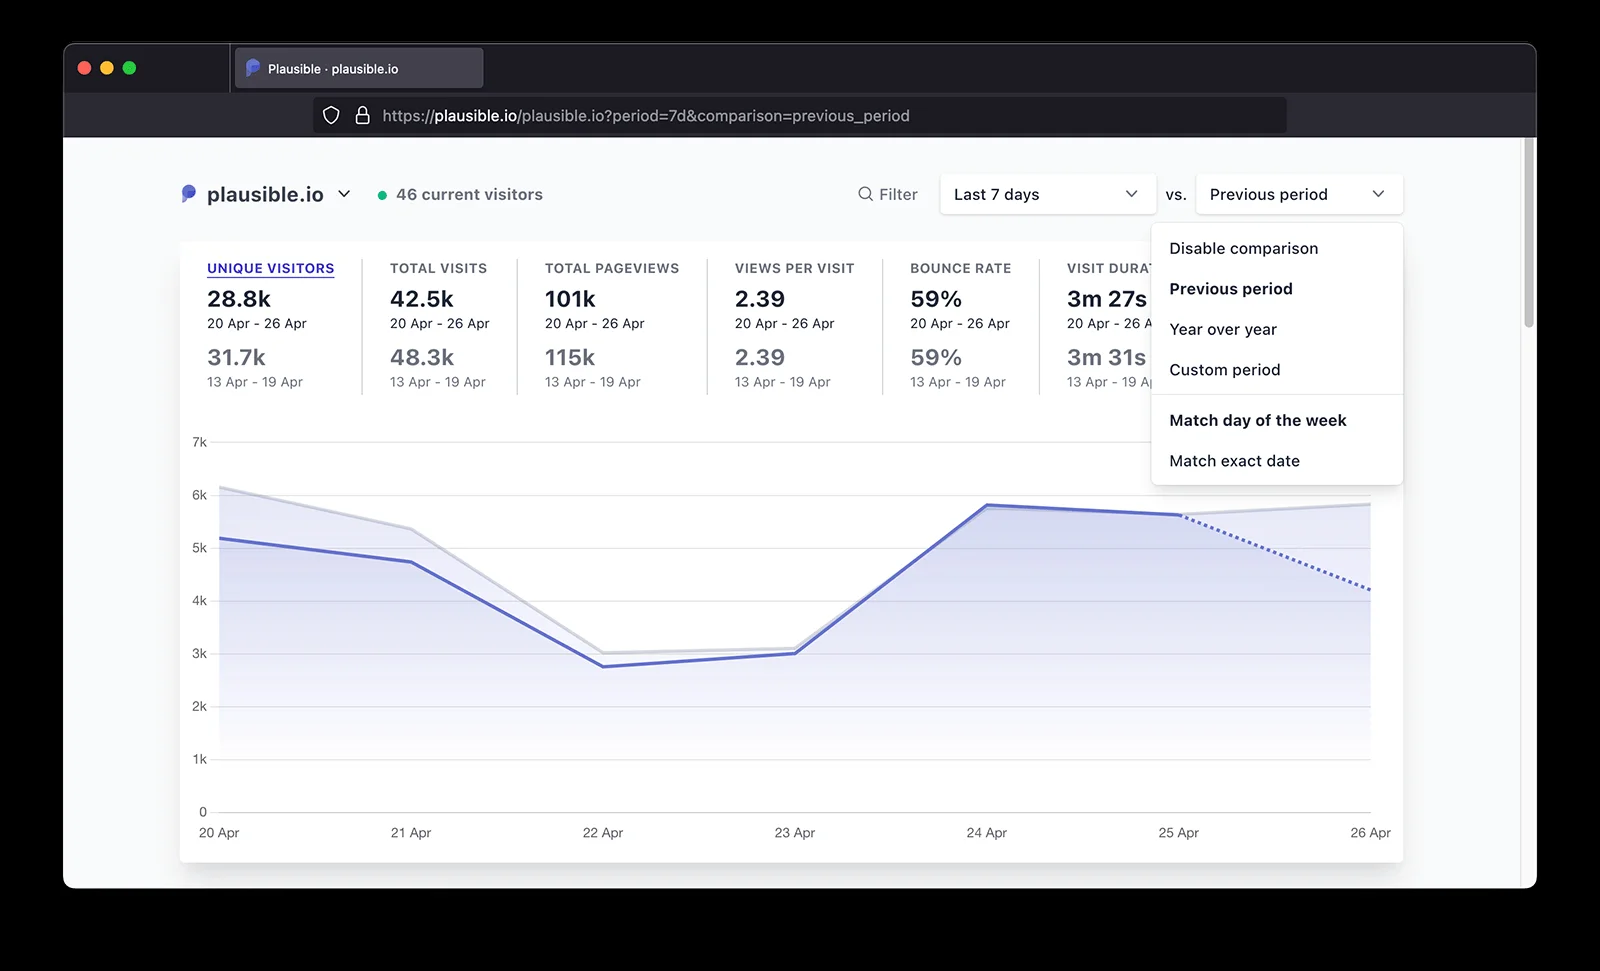 Plausible · plausible.io
https://plausible.io/plausible.io?period=7d&comparison=previous_period
plausible.io
46 current visitors
Filter
Last 7 days
vs.
Previous period
Disable comparison
Previous period
Year over year
Custom period
Match day of the week
Match exact date
UNIQUE VISITORS
28.8k
20 Apr - 26 Apr
31.7k
13 Apr - 19 Apr
TOTAL VISITS
42.5k
20 Apr - 26 Apr
48.3k
13 Apr - 19 Apr
TOTAL PAGEVIEWS
101k
20 Apr - 26 Apr
115k
13 Apr - 19 Apr
VIEWS PER VISIT
2.39
20 Apr - 26 Apr
2.39
13 Apr - 19 Apr
BOUNCE RATE
59%
20 Apr - 26 Apr
59%
13 Apr - 19 Apr
VISIT DURAT
3m 27s
20 Apr - 26 A
3m 31s
13 Apr - 19 Ap
7k
6k
5k
4k
3k
2k
1k
0
20 Apr
21 Apr
22 Apr
23 Apr
24 Apr
25 Apr
26 Apr